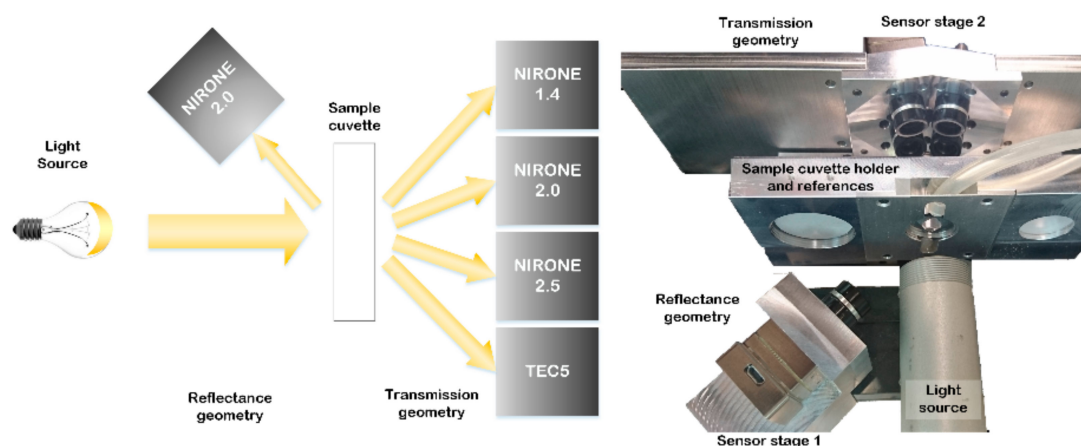 NIRONE
2.0
Light
Source
Sample
cuvette
NIRONE
1.4
NIRONE
2.0
NIRONE
2.5
TEC5
Reflectance
geometry
Transmission
geometry
Transmission
geometry
Sensor stage 2
Sample cuvette holder
and references
Reflectance
geometry
Light
source
Sensor stage 1